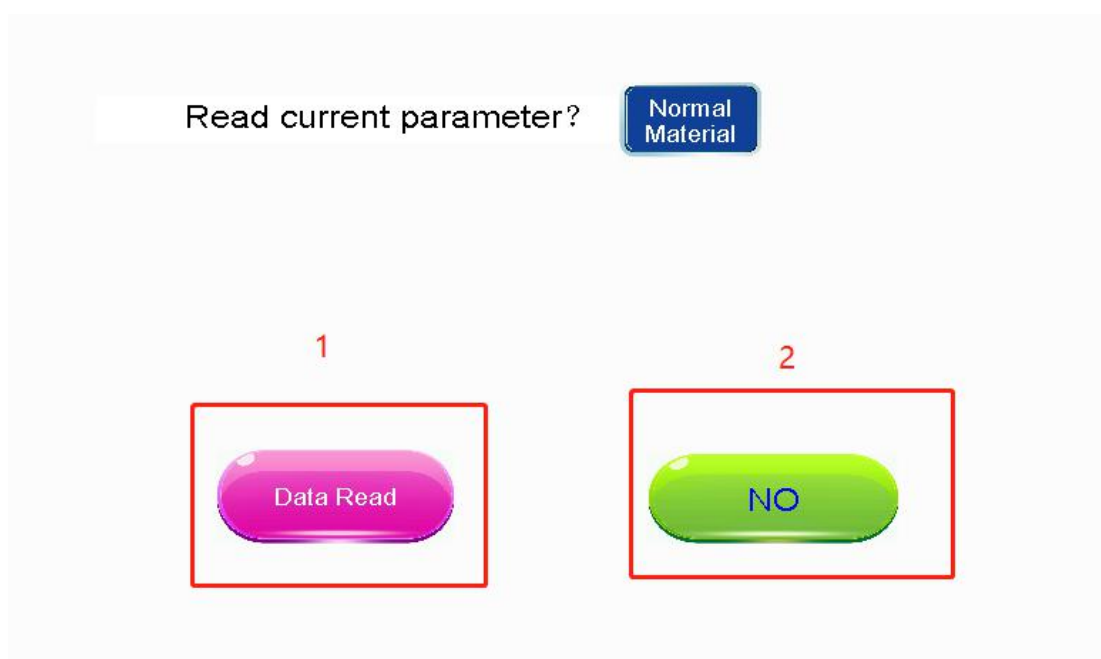 Read current parameter?
Normal
Material
1
2
Data Read
NO